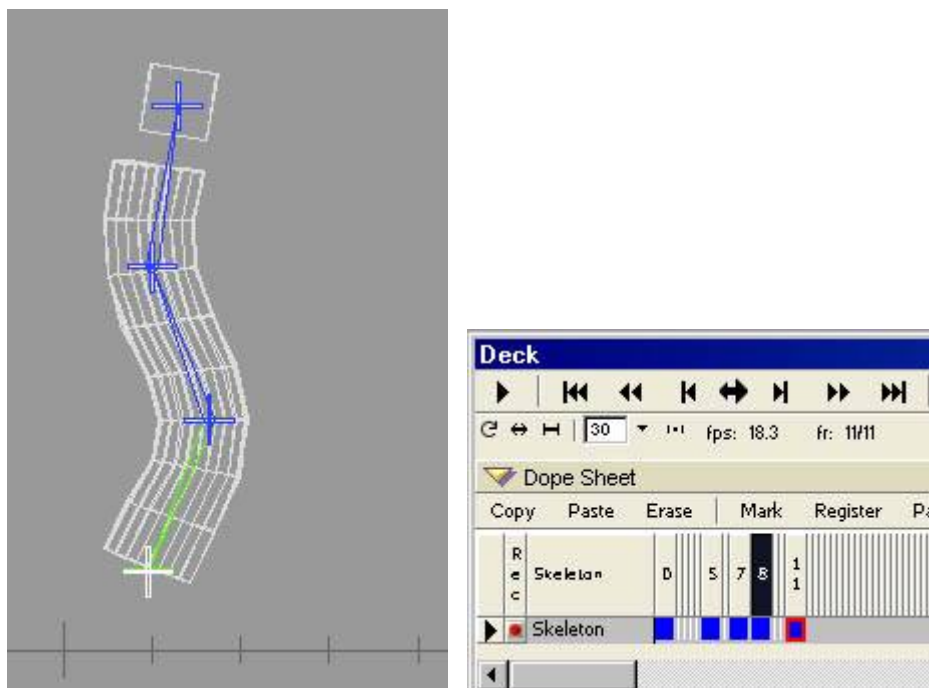 Deck
30 fps: 18.3 fr: 11/11
Dope Sheet
Copy Paste Erase Mark Register Pa
Rec Skeleton 0 5 7 8 11
Skeleton